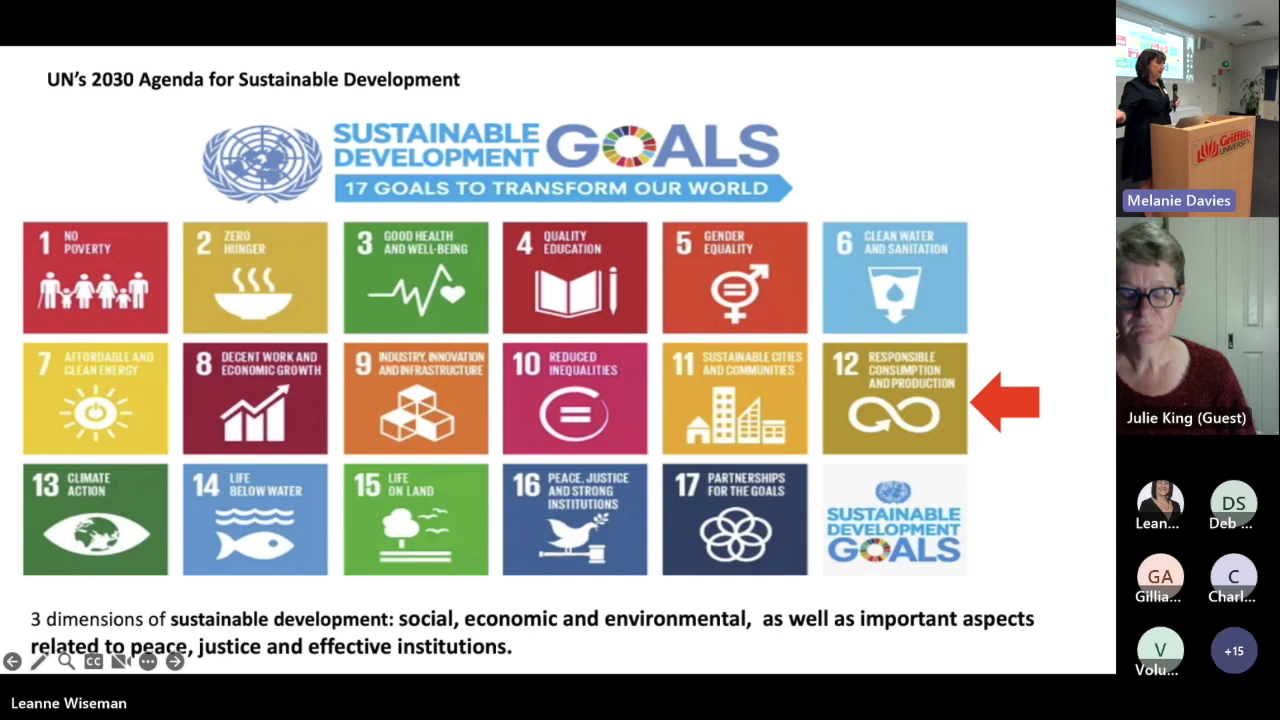 UN's 2030 Agenda for Sustainable Development
SUSTAINABLE
DEVELOPMENT
GOALS
17 GOALS TO TRANSFORM OUR WORLD
1 NO
POVERTY
2 ZERO
HUNGER
3 GOOD HEALTH
AND WELL-BEING
4 QUALITY
EDUCATION
5 GENDER
EQUALITY
6 CLEAN WATER
AND SANITATION
7 AFFORDABLE AND
CLEAN ENERGY
8 DECENT WORK AND
ECONOMIC GROWTH
9 INDUSTRY, INNOVATION
AND INFRASTRUCTURE
10 REDUCED
INEQUALITIES
11 SUSTAINABLE CITIES
AND COMMUNITIES
12 RESPONSIBLE
CONSUMPTION
AND PRODUCTION
13 CLIMATE
ACTION
14 LIFE
BELOW WATER
15 LIFE
ON LAND
16 PEACE, JUSTICE
AND STRONG
INSTITUTIONS
17 PARTNERSHIPS
FOR THE GOALS
SUSTAINABLE
DEVELOPMENT
GOALS
3 dimensions of sustainable development: social, economic and environmental, as well as important aspects
related to peace, justice and effective institutions.
CC
Leanne Wiseman
Griffith
UNIVERSITY
Melanie Davies
Julie King (Guest)
Lean...
DS
Deb ...
GA
Gillia...
C
Charl...
V
Volu...
+15